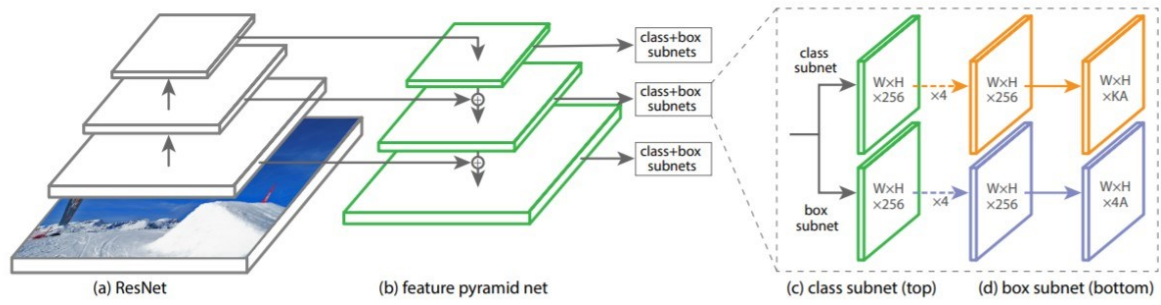 class+box
subnets
class+box
subnets
class+box
subnets
class
subnet
W×H
×256
×4
W×H
×256
W×H
×KA
W×H
×256
×4
W×H
×256
W×H
×4A
box
subnet
(a) ResNet
(b) feature pyramid net
(c) class subnet (top)
(d) box subnet (bottom)